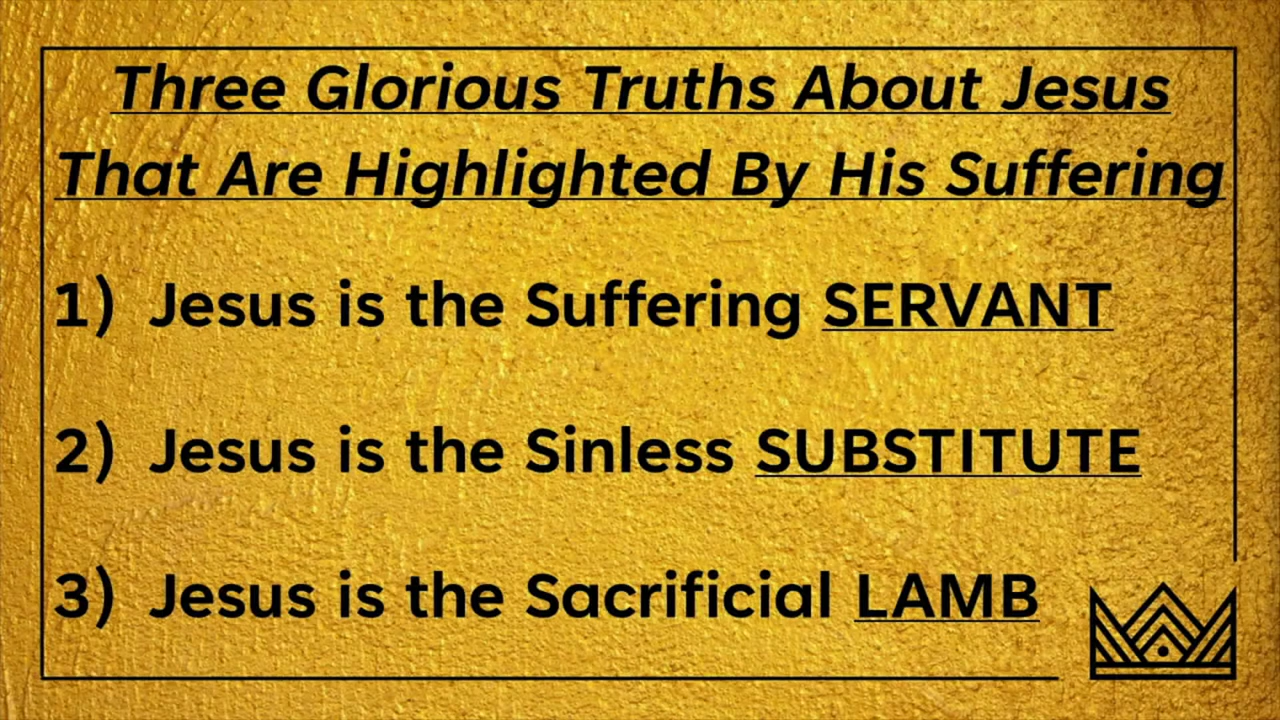 Three Glorious Truths About Jesus
That Are Highlighted By His Suffering
1) Jesus is the Suffering SERVANT
2) Jesus is the Sinless SUBSTITUTE
3) Jesus is the Sacrificial LAMB